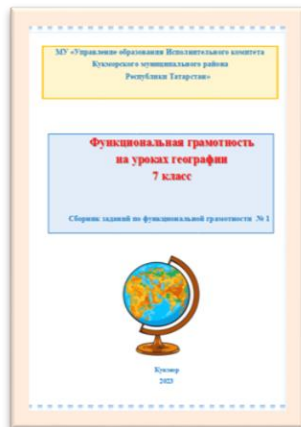 МУ «Управление образования Исполнительного комитета
Кукморского муниципального района
Республики Татарстан»
Функциональная грамотность
на уроках географии
7 класс
Сборник заданий по функциональной грамотности № 1
Кукмор
2023